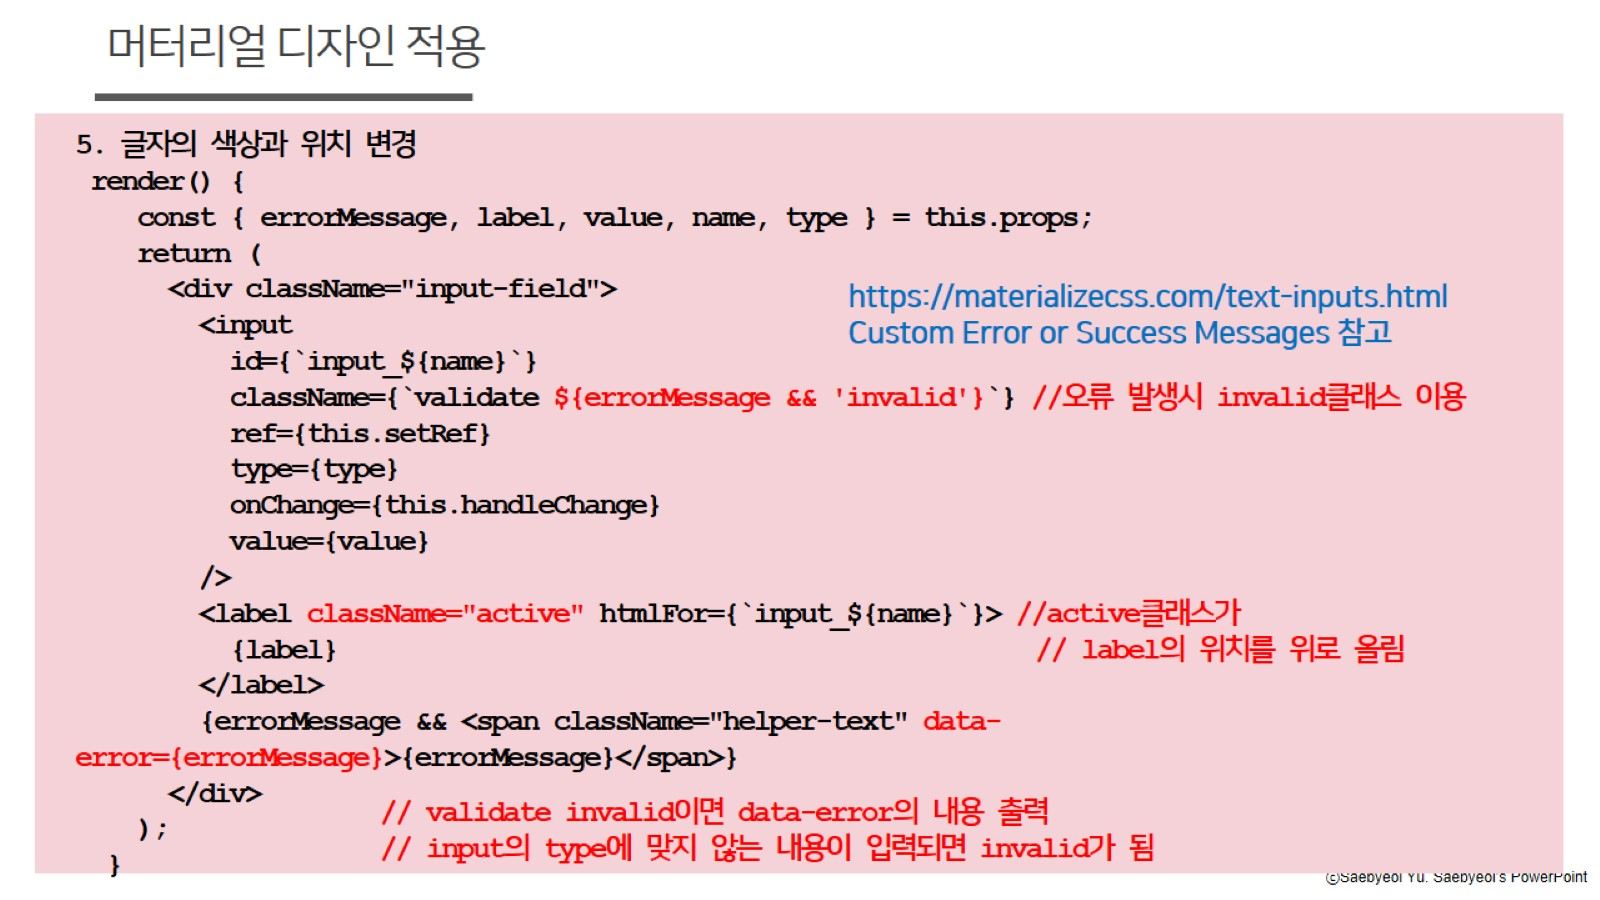 머터리얼 디자인 적용
5. 글자의 색상과 위치 변경
render() {
const { errorMessage, label, value, name, type } = this.props;
return (
<div className="input-field">
https://materializecss.com/text-inputs.html
<input
Custom Error or Success Messages 참고
id={`input_${name}`}
className={`validate ${errorMessage && 'invalid'}`} //오류 발생시 invalid클래스 이용
ref={this.setRef}
type={type}
onChange={this.handleChange}
value={value}
/>
<label className="active" htmlFor={`input_${name}`}> //active클래스가
{label} // label의 위치를 위로 올림
</label>
{errorMessage && <span className="helper-text" data-
error={errorMessage}>{errorMessage}</span>}
</div>
// validate invalid이면 data-error의 내용 출력
);
// input의 type에 맞지 않는 내용이 입력되면 invalid가 됨
}
ⓒSaebyeol Yu. Saebyeol's PowerPoint